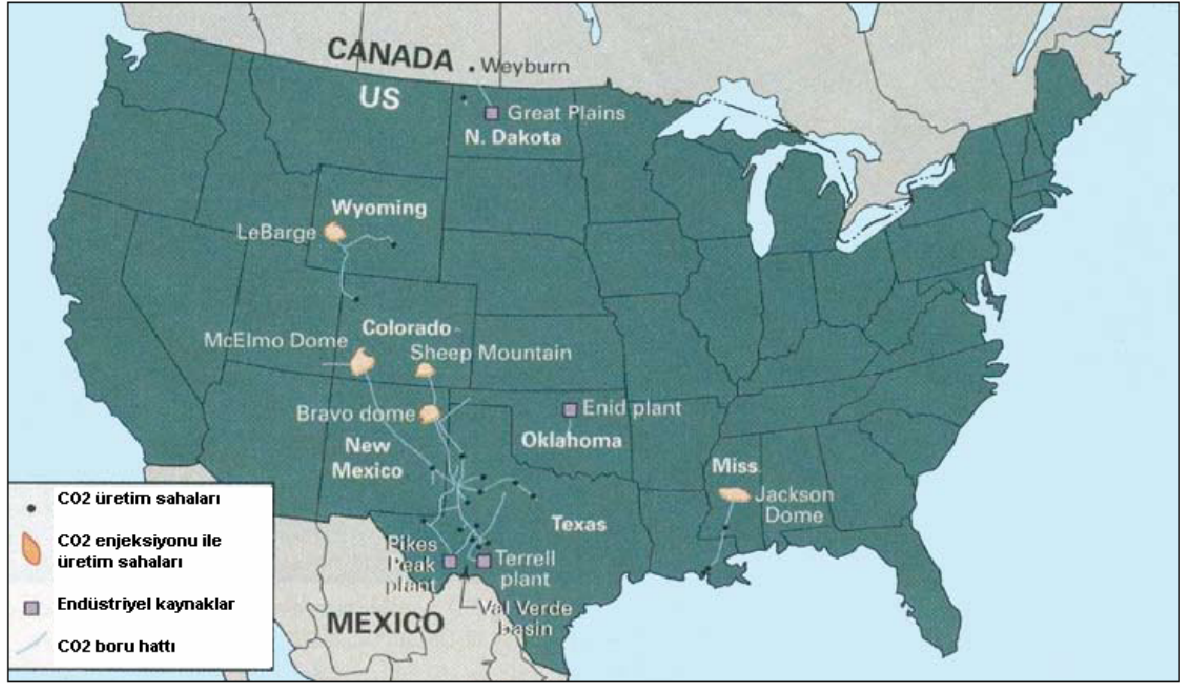 CANADA
Weyburn
US
Great Plains
N. Dakota
Wyoming
LeBarge
Colorado
McElmo Dome
Sheep Mountain
Bravo dome
Enid plant
Oklahoma
New
Mexico
Miss
Jackson
Dome
Texas
Pikes
Peak
plant
Terrell
plant
Val Verde
basin
MEXICO
CO2 üretim sahaları
CO2 enjeksiyonu ile
üretim sahaları
Endüstriyel kaynaklar
CO2 boru hattı